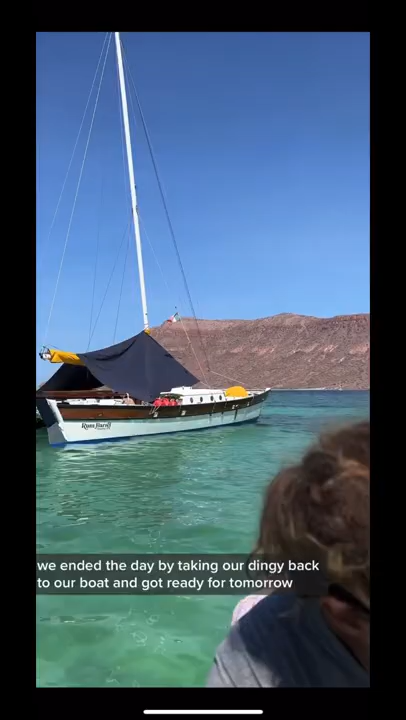 we ended the day by taking our dingy back
to our boat and got ready for tomorrow